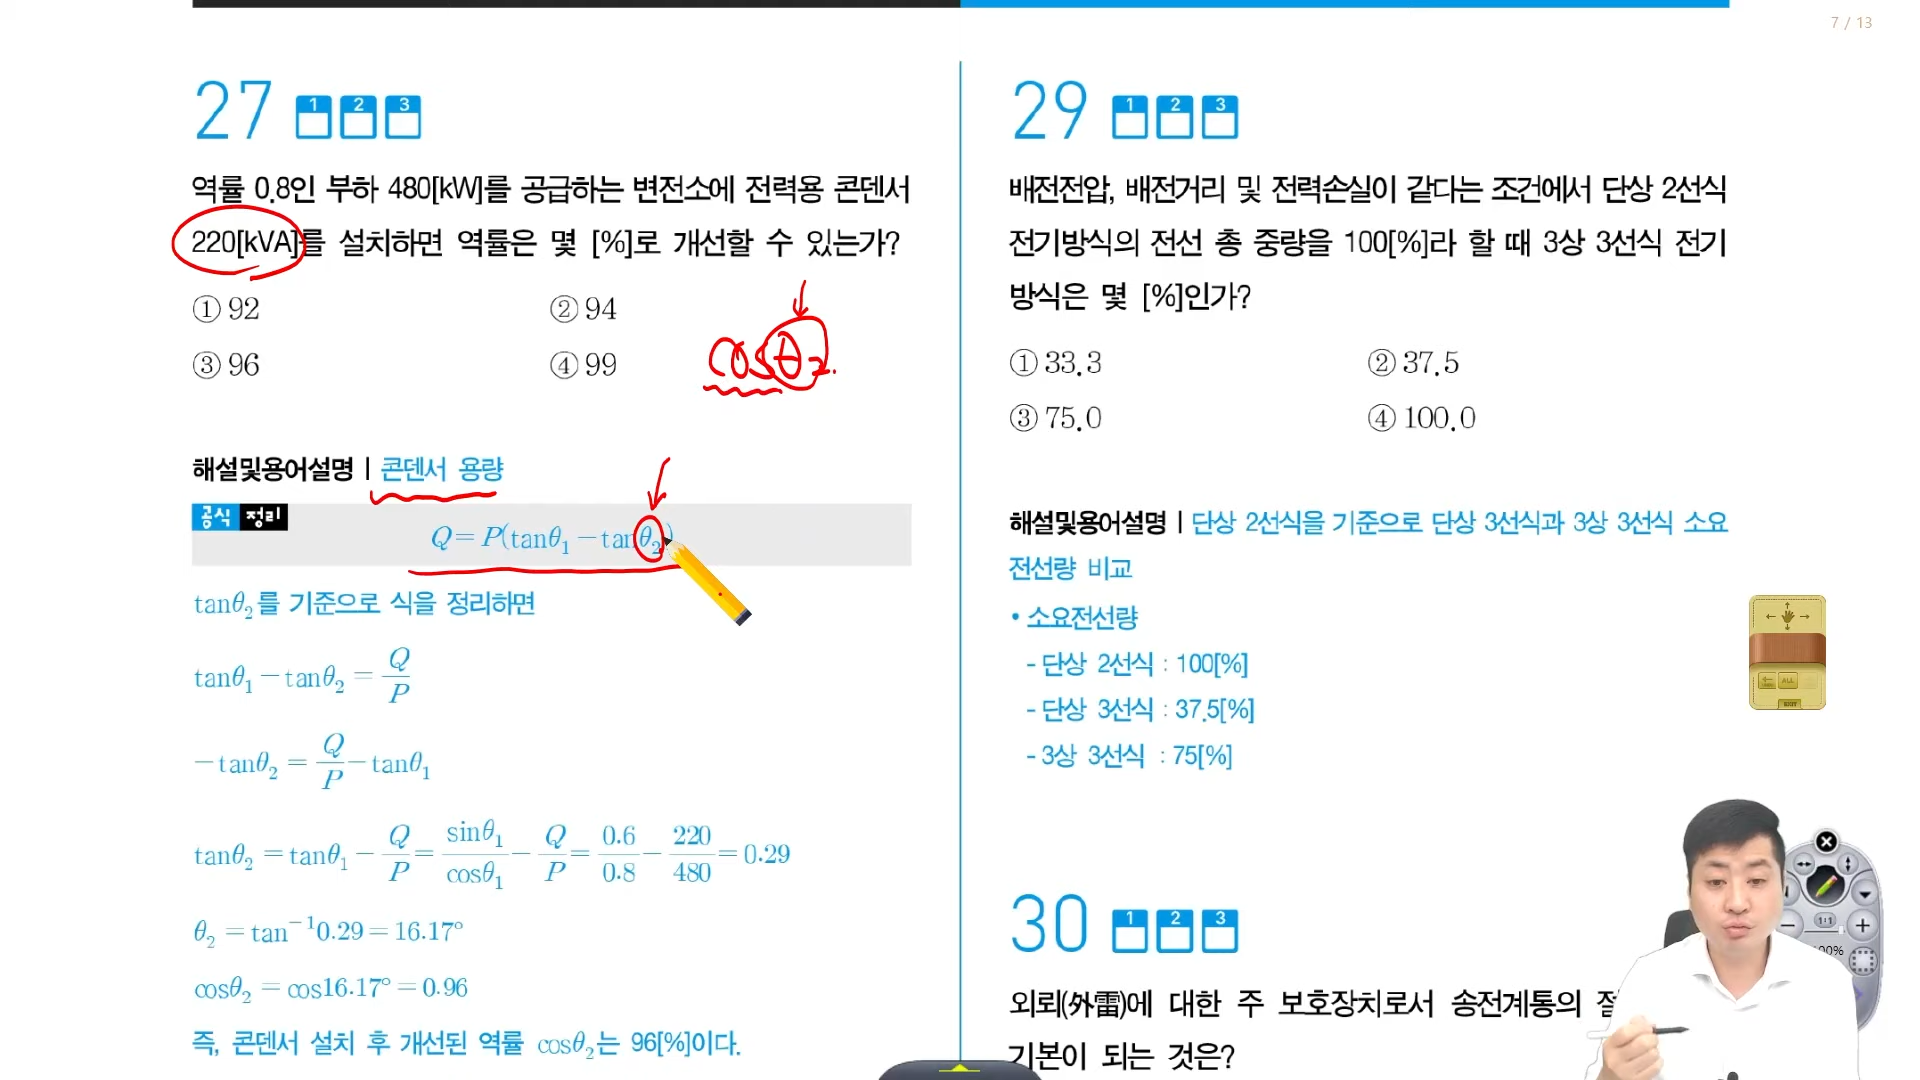 7 / 13
27 1 2 3
역률 0.8인 부하 480[kW]를 공급하는 변전소에 전력용 콘덴서
220[kVA]를 설치하면 역률은 몇 [%]로 개선할 수 있는가?
① 92 ② 94
③ 96 ④ 99
cosθ₂.
해설및용어설명 | 콘덴서 용량
공식 정리
Q=P(tanθ₁−tanθ₂)
tanθ₂를 기준으로 식을 정리하면
tanθ₁−tanθ₂ = Q/P
−tanθ₂ = Q/P−tanθ₁
tanθ₂ = tanθ₁ − Q/P = sinθ₁/cosθ₁ − Q/P = 0.6/0.8 − 220/480 = 0.29
θ₂ = tan⁻¹0.29 = 16.17°
cosθ₂ = cos16.17° = 0.96
즉, 콘덴서 설치 후 개선된 역률 cosθ₂는 96[%]이다.
29 1 2 3
배전전압, 배전거리 및 전력손실이 같다는 조건에서 단상 2선식
전기방식의 전선 총 중량을 100[%]라 할 때 3상 3선식 전기
방식은 몇 [%]인가?
① 33.3 ② 37.5
③ 75.0 ④ 100.0
해설및용어설명 | 단상 2선식을 기준으로 단상 3선식과 3상 3선식 소요
전선량 비교
• 소요전선량
- 단상 2선식 : 100[%]
- 단상 3선식 : 37.5[%]
- 3상 3선식 : 75[%]
ALL
EXIT
30 1 2 3
외뢰(外雷)에 대한 주 보호장치로서 송전계통의
기본이 되는 것은?
1:1
100%